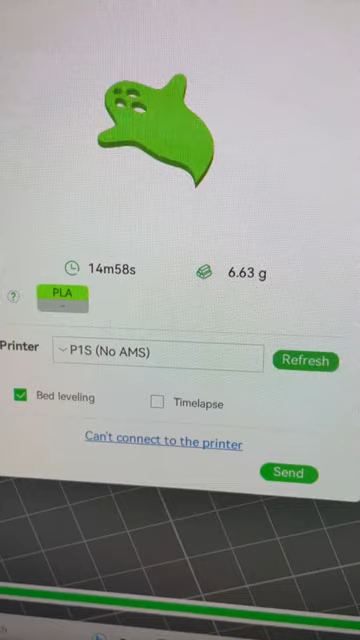 14m58s 6.63 g
? PLA
-
Printer P1S (No AMS) Refresh
Bed leveling Timelapse
Can't connect to the printer
Send